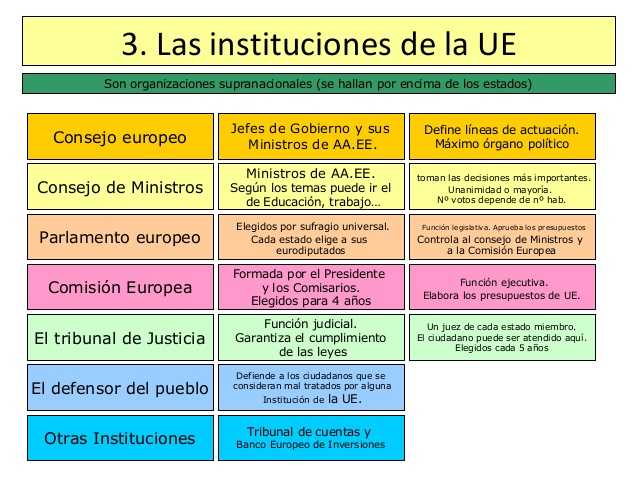 3. Las instituciones de la UE
Son organizaciones supranacionales (se hallan por encima de los estados)
Consejo europeo
Jefes de Gobierno y sus
Ministros de AA.EE.
Define líneas de actuación.
Máximo órgano político
Consejo de Ministros
Ministros de AA.EE.
Según los temas puede ir el
de Educación, trabajo…
toman las decisiones más importantes.
Unanimidad o mayoría.
Nº votos depende de nº hab.
Parlamento europeo
Elegidos por sufragio universal.
Cada estado elige a sus
eurodiputados
Función legislativa. Aprueba los presupuestos
Controla al consejo de Ministros y
a la Comisión Europea
Comisión Europea
Formada por el Presidente
y los Comisarios.
Elegidos para 4 años
Función ejecutiva.
Elabora los presupuestos de UE.
El tribunal de Justicia
Función judicial.
Garantiza el cumplimiento
de las leyes
Un juez de cada estado miembro.
El ciudadano puede ser atendido aquí.
Elegidos cada 5 años
El defensor del pueblo
Defiende a los ciudadanos que se
consideran mal tratados por alguna
Institución de la UE.
Otras Instituciones
Tribunal de cuentas y
Banco Europeo de Inversiones